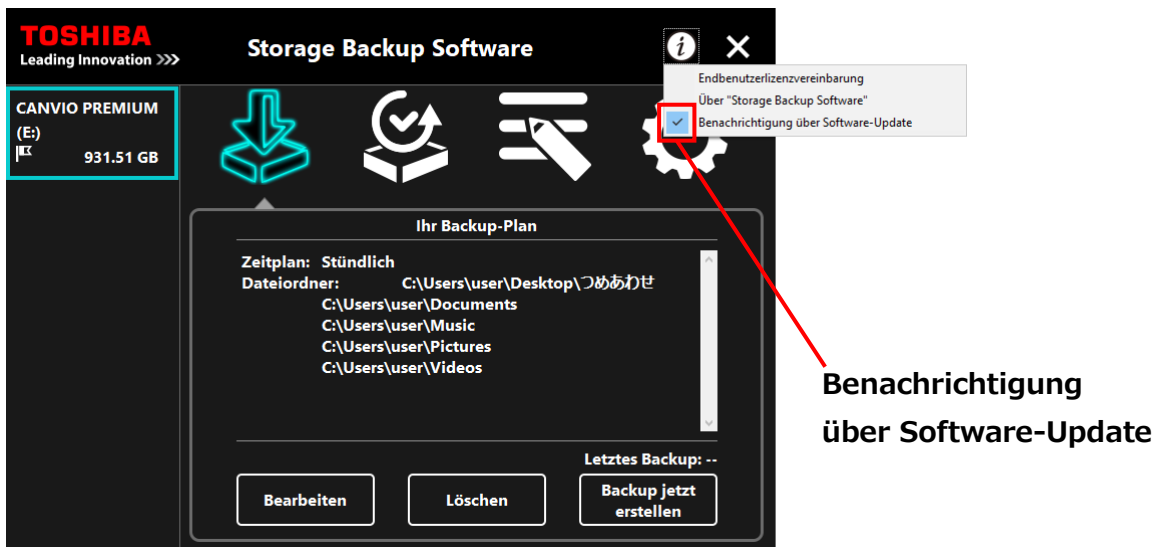 TOSHIBA
Leading Innovation >>>
Storage Backup Software
Endbenutzerlizenzvereinbarung
Über "Storage Backup Software"
Benachrichtigung über Software-Update
CANVIO PREMIUM
(E:)
931.51 GB
Ihr Backup-Plan
Zeitplan: Stündlich
Dateiordner: C:\Users\user\Desktop\つめあわせ
C:\Users\user\Documents
C:\Users\user\Music
C:\Users\user\Pictures
C:\Users\user\Videos
Letztes Backup: --
Bearbeiten
Löschen
Backup jetzt
erstellen
Benachrichtigung
über Software-Update